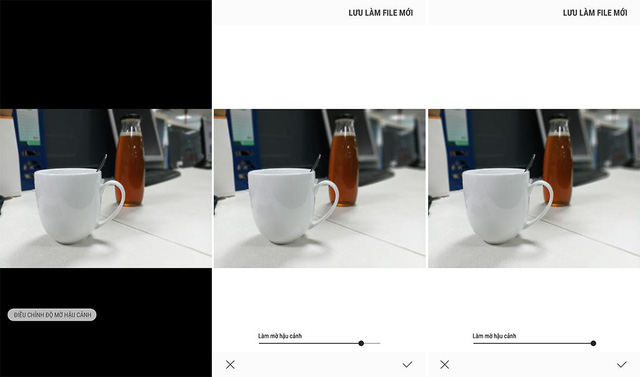 ĐIỀU CHỈNH ĐỘ MỜ HẬU CẢNH
LƯU LÀM FILE MỚI
Làm mờ hậu cảnh
LƯU LÀM FILE MỚI
Làm mờ hậu cảnh